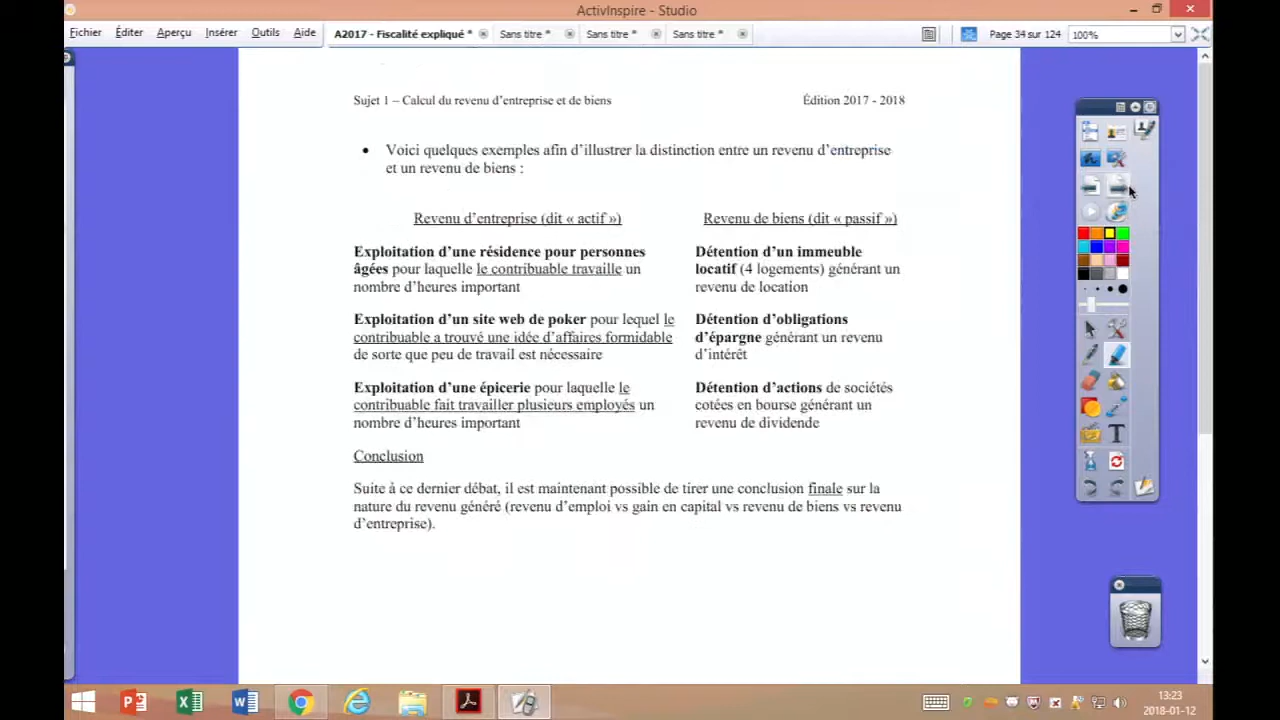 ActivInspire - Studio
Fichier Éditer Aperçu Insérer Outils Aide
A2017 - Fiscalité expliqué * Sans titre * Sans titre * Sans titre *
Page 34 sur 124 100%
Sujet 1 – Calcul du revenu d'entreprise et de biens Édition 2017 - 2018
• Voici quelques exemples afin d'illustrer la distinction entre un revenu d'entreprise
et un revenu de biens :
Revenu d'entreprise (dit « actif »)
Exploitation d'une résidence pour personnes
âgées pour laquelle le contribuable travaille un
nombre d'heures important
Exploitation d'un site web de poker pour lequel le
contribuable a trouvé une idée d'affaires formidable
de sorte que peu de travail est nécessaire
Exploitation d'une épicerie pour laquelle le
contribuable fait travailler plusieurs employés un
nombre d'heures important
Revenu de biens (dit « passif »)
Détention d'un immeuble
locatif (4 logements) générant un
revenu de location
Détention d'obligations
d'épargne générant un revenu
d'intérêt
Détention d'actions de sociétés
cotées en bourse générant un
revenu de dividende
Conclusion
Suite à ce dernier débat, il est maintenant possible de tirer une conclusion finale sur la
nature du revenu généré (revenu d'emploi vs gain en capital vs revenu de biens vs revenu
d'entreprise).
13:23
2018-01-12